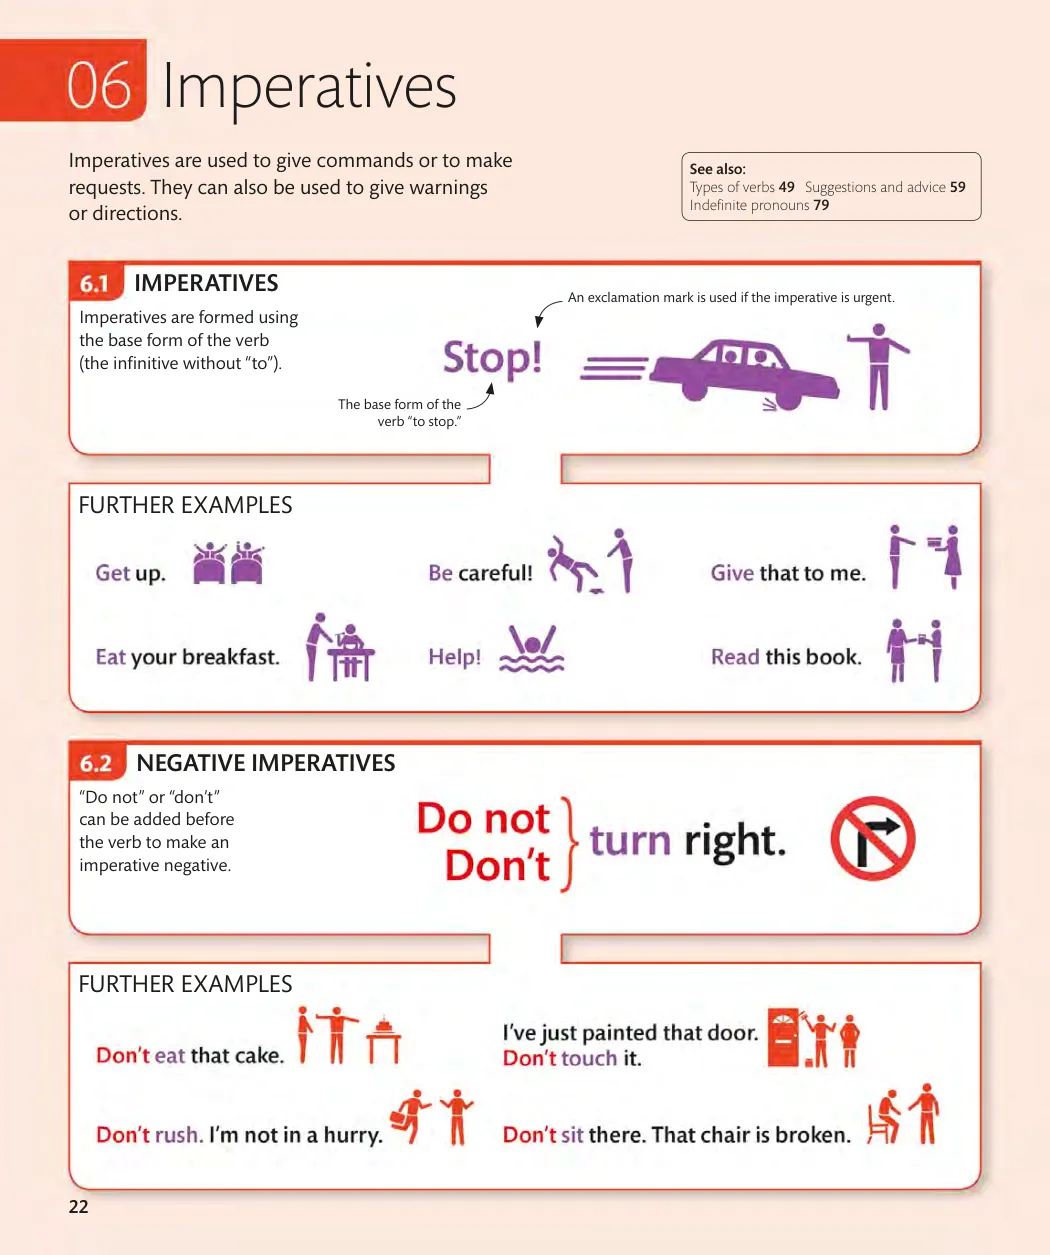 06 Imperatives
Imperatives are used to give commands or to make
requests. They can also be used to give warnings
or directions.
See also:
Types of verbs 49 Suggestions and advice 59
Indefinite pronouns 79
6.1 IMPERATIVES
Imperatives are formed using
the base form of the verb
(the infinitive without “to”).
An exclamation mark is used if the imperative is urgent.
Stop!
The base form of the
verb “to stop.”
FURTHER EXAMPLES
Get up.
Be careful!
Give that to me.
Eat your breakfast.
Help!
Read this book.
6.2 NEGATIVE IMPERATIVES
“Do not” or “don’t”
can be added before
the verb to make an
imperative negative.
Do not
Don’t
turn right.
FURTHER EXAMPLES
Don’t eat that cake.
I’ve just painted that door.
Don’t touch it.
Don’t rush. I’m not in a hurry.
Don’t sit there. That chair is broken.
22